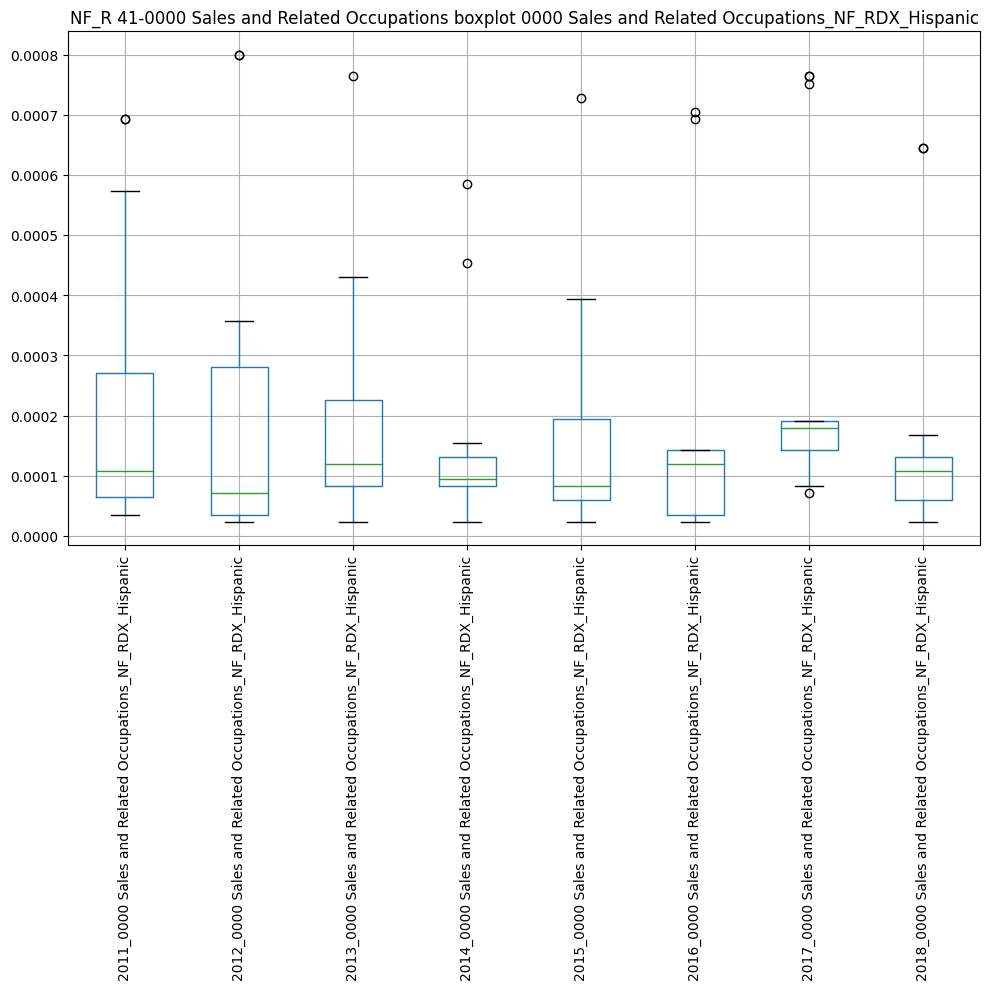 NF_R 41-0000 Sales and Related Occupations boxplot 0000 Sales and Related Occupations_NF_RDX_Hispanic
0.0008
0.0007
0.0006
0.0005
0.0004
0.0003
0.0002
0.0001
0.0000
2011_0000 Sales and Related Occupations_NF_RDX_Hispanic
2012_0000 Sales and Related Occupations_NF_RDX_Hispanic
2013_0000 Sales and Related Occupations_NF_RDX_Hispanic
2014_0000 Sales and Related Occupations_NF_RDX_Hispanic
2015_0000 Sales and Related Occupations_NF_RDX_Hispanic
2016_0000 Sales and Related Occupations_NF_RDX_Hispanic
2017_0000 Sales and Related Occupations_NF_RDX_Hispanic
2018_0000 Sales and Related Occupations_NF_RDX_Hispanic